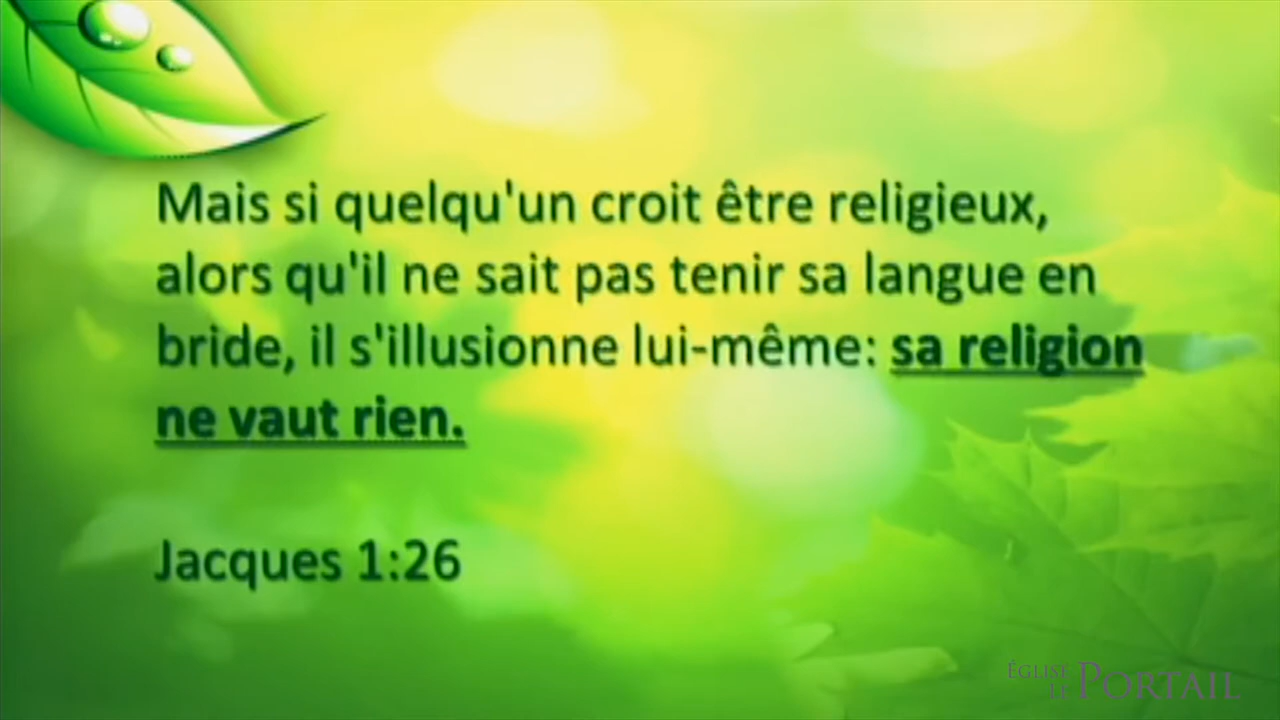 Mais si quelqu'un croit être religieux,
alors qu'il ne sait pas tenir sa langue en
bride, il s'illusionne lui-même: sa religion
ne vaut rien.
Jacques 1:26
ÉGLISE
LE PORTAIL